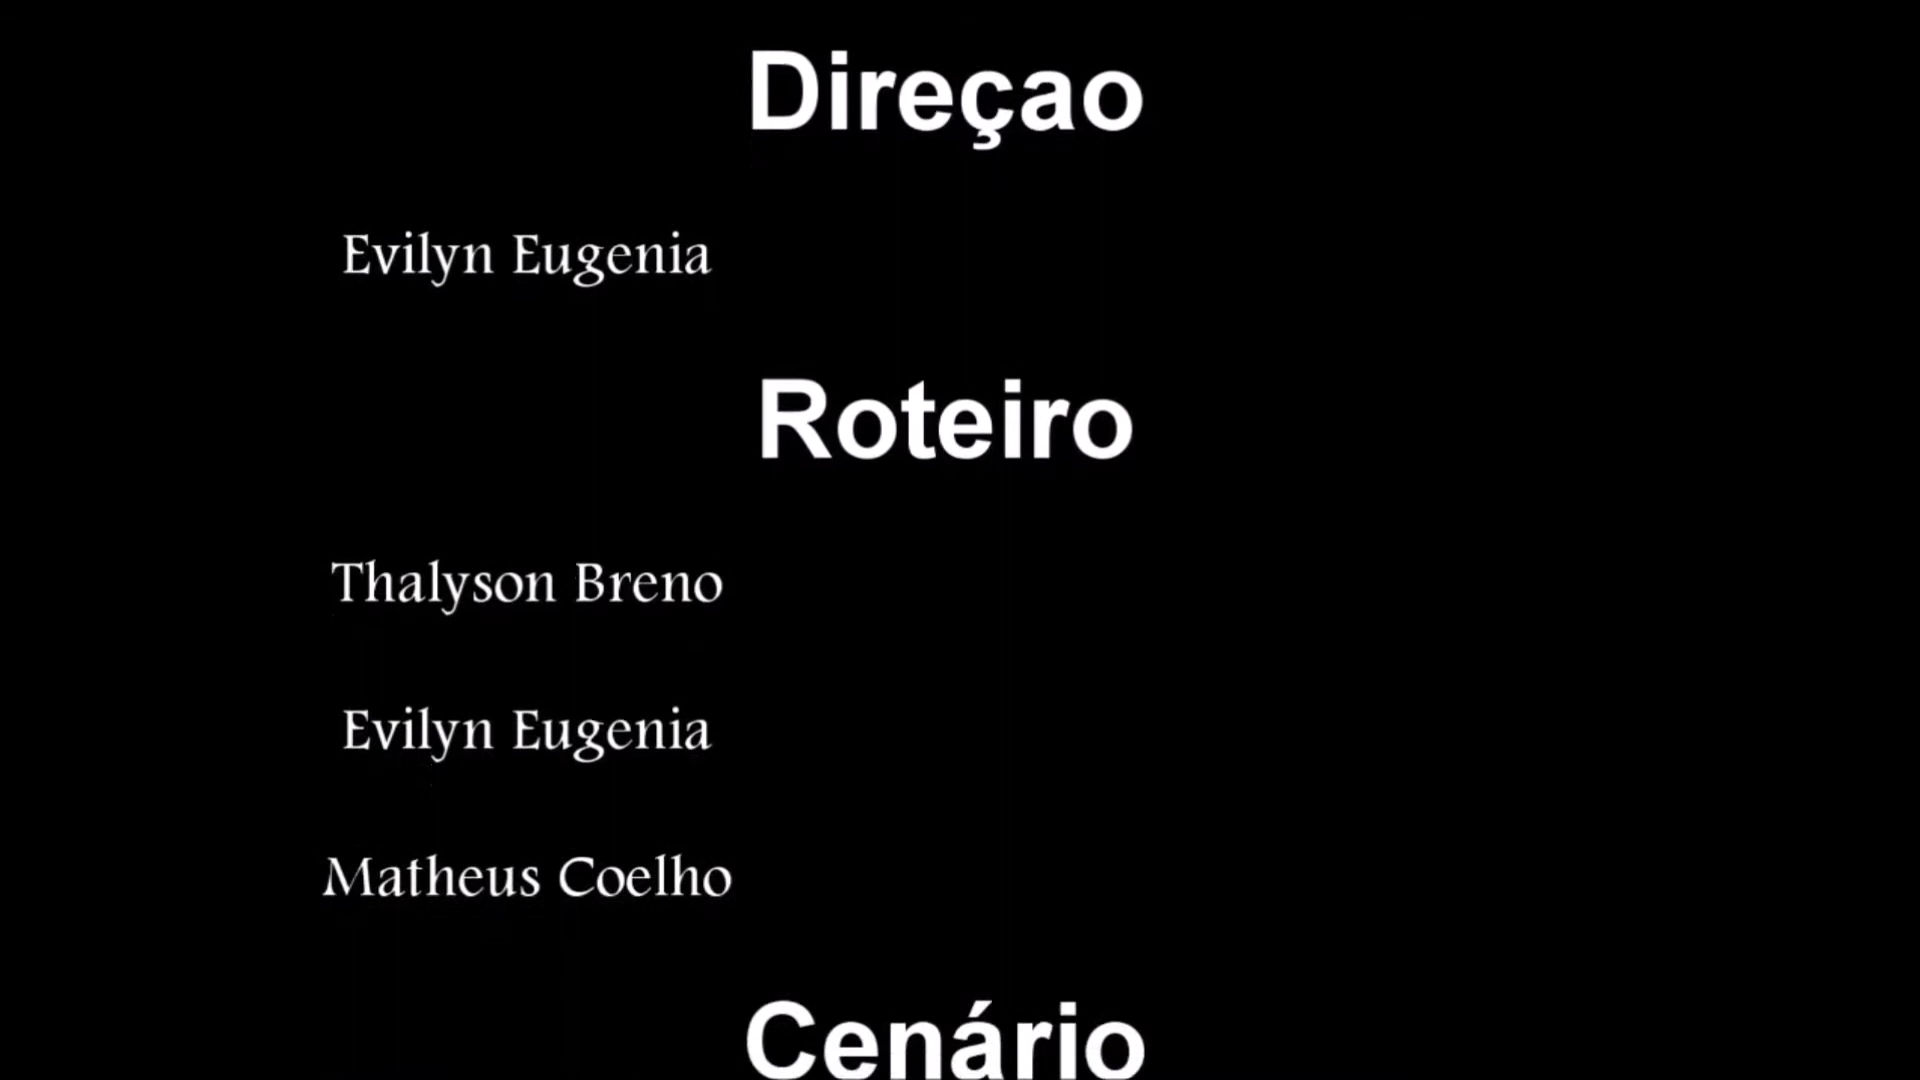 Direçao
Evilyn Eugenia
Roteiro
Thalyson Breno
Evilyn Eugenia
Matheus Coelho
Cenário